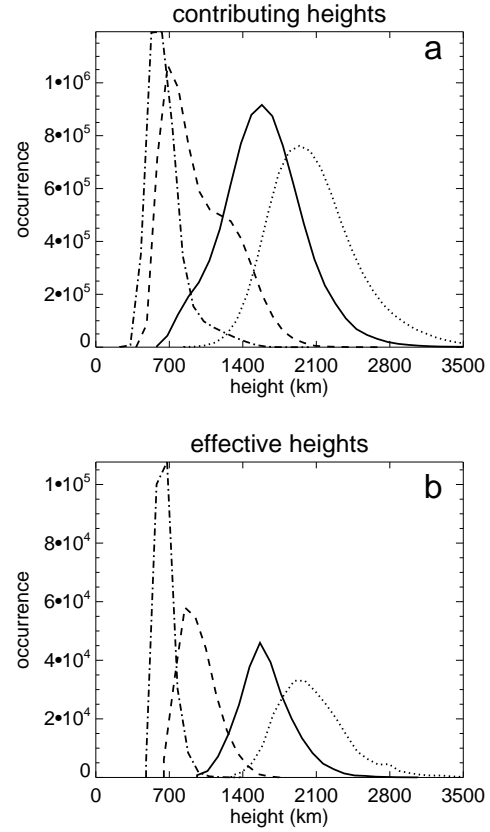 contributing heights
a
occurrence
1•10⁶
8•10⁵
6•10⁵
4•10⁵
2•10⁵
0
0 700 1400 2100 2800 3500
height (km)
effective heights
b
occurrence
1•10⁵
8•10⁴
6•10⁴
4•10⁴
2•10⁴
0
0 700 1400 2100 2800 3500
height (km)